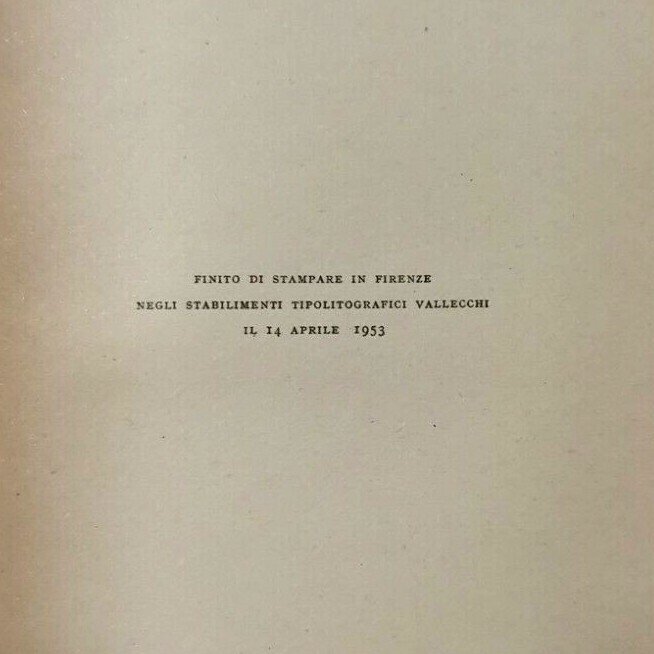 FINITO DI STAMPARE IN FIRENZE
NEGLI STABILIMENTI TIPOLITOGRAFICI VALLECCHI
IL 14 APRILE 1953